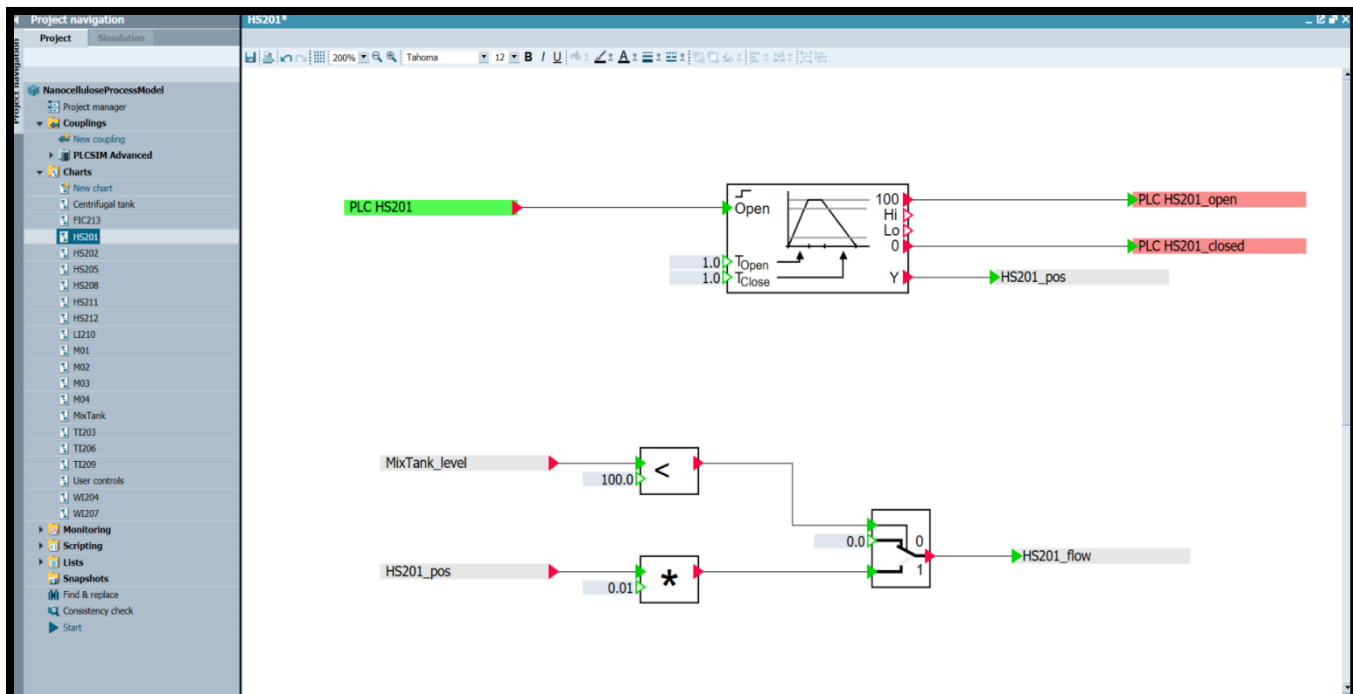 Project navigation
Project navigation
Project Simulation
NanocelluloseProcessModel
Project manager
Couplings
New coupling
PLCSIM Advanced
Charts
New chart
Centrifugal tank
FIC213
HS201
HS202
HS205
HS208
HS211
HS212
LI210
M01
M02
M03
M04
MixTank
TI203
TI206
TI209
User controls
WI204
WI207
Monitoring
Scripting
Lists
Snapshots
Find & replace
Consistency check
Start
HS201*
200% Tahoma 12 B I U A
PLC HS201
Open
100
Hi
Lo
0
1.0 TOpen
1.0 TClose
Y
PLC HS201_open
PLC HS201_closed
HS201_pos
MixTank_level
100.0
<
HS201_pos
0.01
*
0.0
0
1
HS201_flow